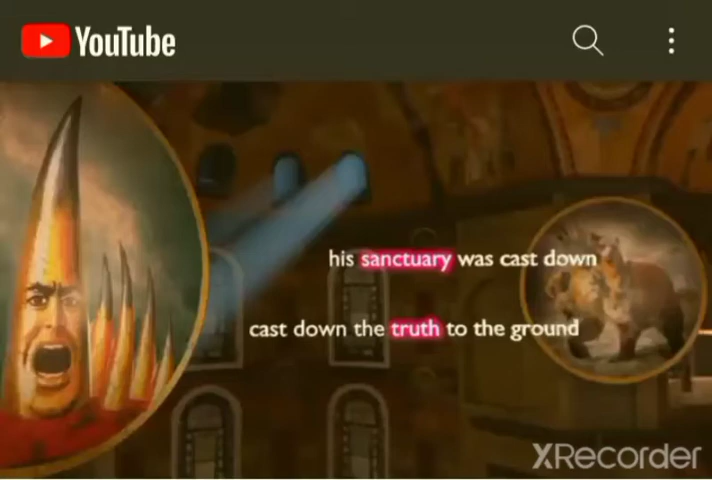 YouTube
his sanctuary was cast down
cast down the truth to the ground
XRecorder